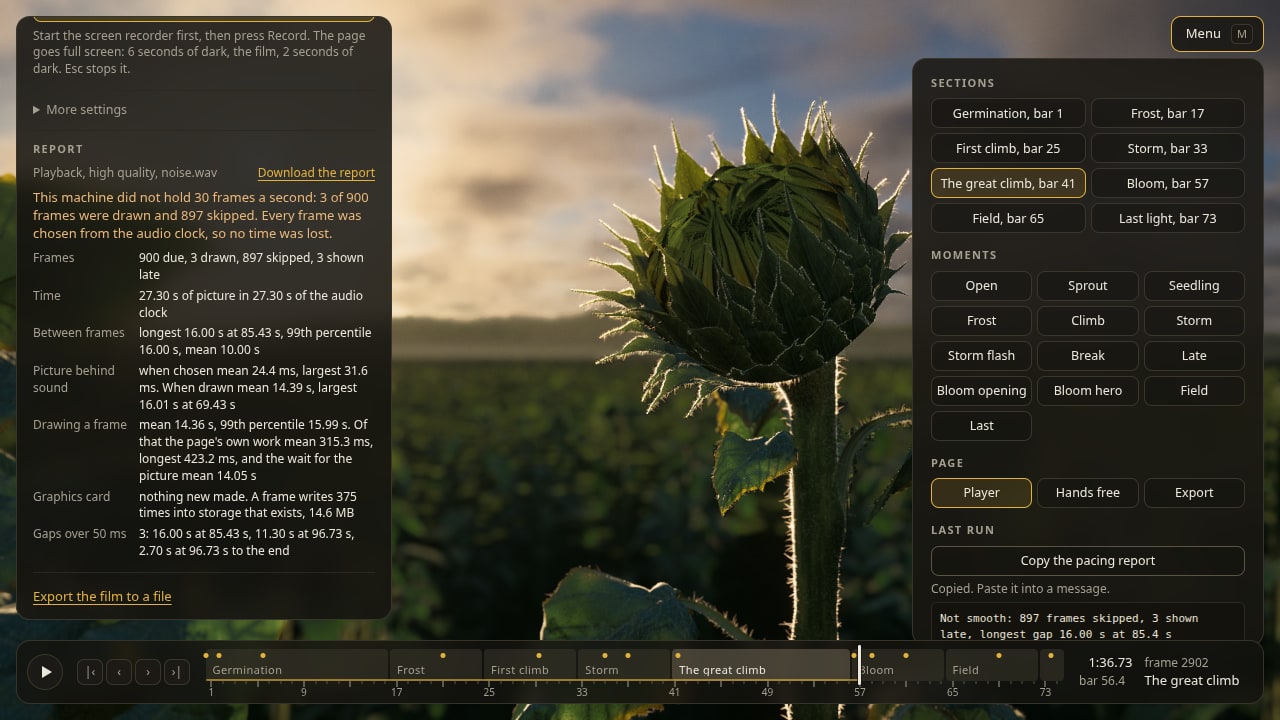 Start the screen recorder first, then press Record. The page
goes full screen: 6 seconds of dark, the film, 2 seconds of
dark. Esc stops it.
More settings
REPORT
Playback, high quality, noise.wav Download the report
This machine did not hold 30 frames a second: 3 of 900
frames were drawn and 897 skipped. Every frame was
chosen from the audio clock, so no time was lost.
Frames 900 due, 3 drawn, 897 skipped, 3 shown
late
Time 27.30 s of picture in 27.30 s of the audio
clock
Between frames longest 16.00 s at 85.43 s, 99th percentile
16.00 s, mean 10.00 s
Picture behind when chosen mean 24.4 ms, largest 31.6
sound ms. When drawn mean 14.39 s, largest
16.01 s at 69.43 s
Drawing a frame mean 14.36 s, 99th percentile 15.99 s. Of
that the page's own work mean 315.3 ms,
longest 423.2 ms, and the wait for the
picture mean 14.05 s
Graphics card nothing new made. A frame writes 375
times into storage that exists, 14.6 MB
Gaps over 50 ms 3: 16.00 s at 85.43 s, 11.30 s at 96.73 s,
2.70 s at 96.73 s to the end
Export the film to a file
Menu M
SECTIONS
Germination, bar 1 Frost, bar 17
First climb, bar 25 Storm, bar 33
The great climb, bar 41 Bloom, bar 57
Field, bar 65 Last light, bar 73
MOMENTS
Open Sprout Seedling
Frost Climb Storm
Storm flash Break Late
Bloom opening Bloom hero Field
Last
PAGE
Player Hands free Export
LAST RUN
Copy the pacing report
Copied. Paste it into a message.
Not smooth: 897 frames skipped, 3 shown
late, longest gap 16.00 s at 85.4 s
Germination Frost First climb Storm The great climb Bloom Field
1 9 17 25 33 41 49 57 65 73
1:36.73 frame 2902
bar 56.4 The great climb